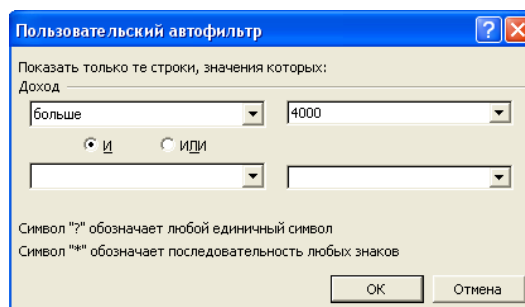 Пользовательский автофильтр
Показать только те строки, значения которых:
Доход
больше 4000
И ИЛИ
Символ "?" обозначает любой единичный символ
Символ "*" обозначает последовательность любых знаков
ОК Отмена